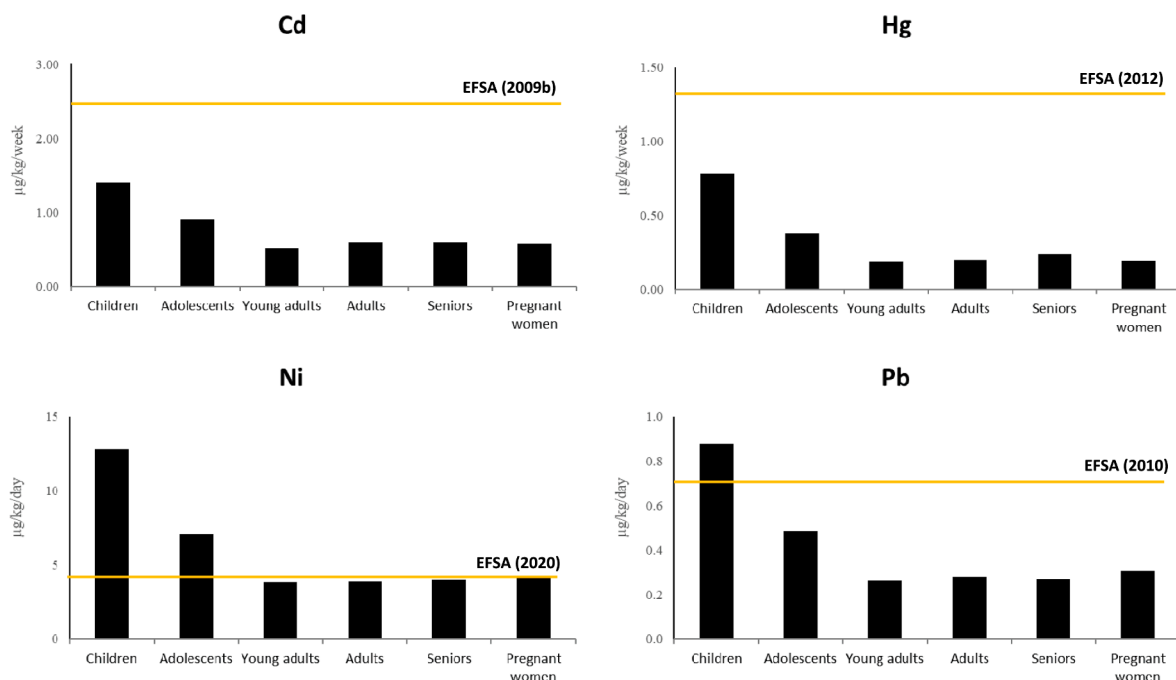 Cd
3.00
EFSA (2009b)
2.00
µg/kg/week
1.00
0.00
Children Adolescents Young adults Adults Seniors Pregnant
women
Hg
1.50
EFSA (2012)
1.00
µg/kg/week
0.50
0.00
Children Adolescents Young adults Adults Seniors Pregnant
women
Ni
15
10
µg/kg/day
5
EFSA (2020)
0
Children Adolescents Young adults Adults Seniors Pregnant
women
Pb
1.0
0.8
EFSA (2010)
0.6
µg/kg/day
0.4
0.2
0.0
Children Adolescents Young adults Adults Seniors Pregnant
women